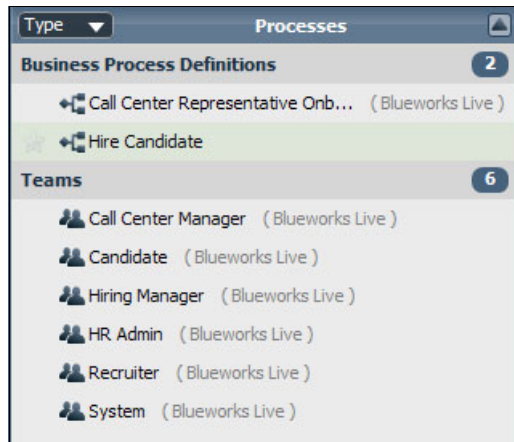 Type Processes
Business Process Definitions 2
Call Center Representative Onb... ( Blueworks Live )
Hire Candidate
Teams 6
Call Center Manager ( Blueworks Live )
Candidate ( Blueworks Live )
Hiring Manager ( Blueworks Live )
HR Admin ( Blueworks Live )
Recruiter ( Blueworks Live )
System ( Blueworks Live )